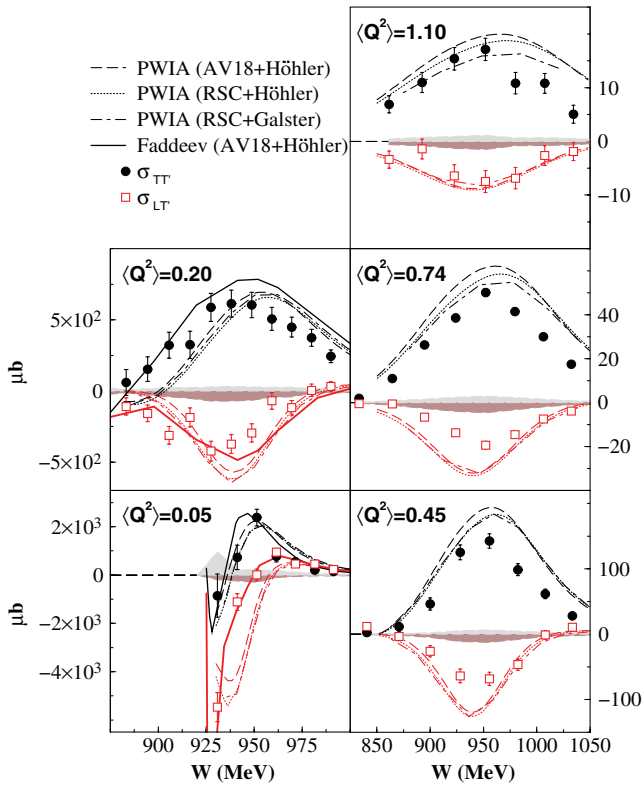 PWIA (AV18+Höhler)
PWIA (RSC+Höhler)
PWIA (RSC+Galster)
Faddeev (AV18+Höhler)
σTT'
σLT'
⟨Q²⟩=1.10
10
0
−10
⟨Q²⟩=0.20
5×10²
0
−5×10²
μb
⟨Q²⟩=0.74
40
20
0
−20
⟨Q²⟩=0.05
2×10³
0
−2×10³
−4×10³
μb
⟨Q²⟩=0.45
100
0
−100
900 925 950 975
W (MeV)
850 900 950 1000 1050
W (MeV)